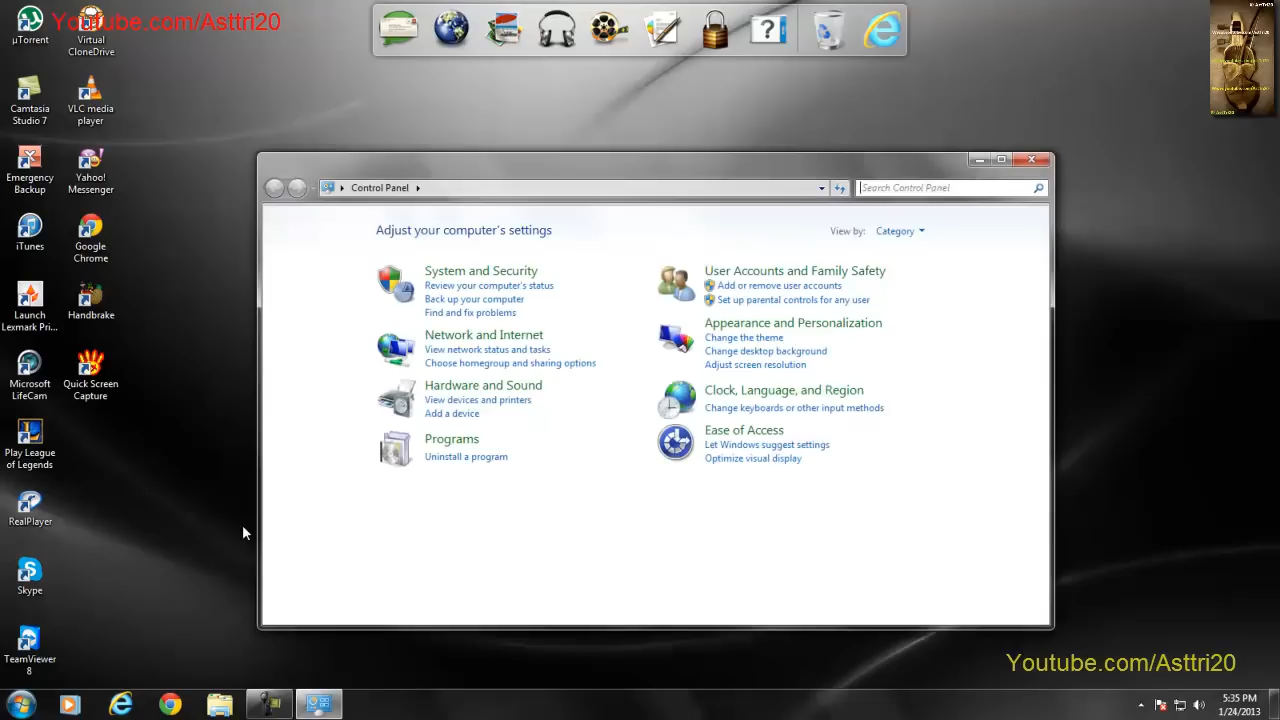 Youtube.com/Asttri20
µTorrent
Virtual
CloneDrive
Camtasia
Studio 7
VLC media
player
Emergency
Backup
Yahoo!
Messenger
iTunes
Google
Chrome
Launch
Lexmark Pri...
Handbrake
Microsoft
LifeCam
Quick Screen
Capture
Play League
of Legends
RealPlayer
Skype
TeamViewer
8
Control Panel
Search Control Panel
Adjust your computer's settings
View by: Category
System and Security
Review your computer's status
Back up your computer
Find and fix problems
Network and Internet
View network status and tasks
Choose homegroup and sharing options
Hardware and Sound
View devices and printers
Add a device
Programs
Uninstall a program
User Accounts and Family Safety
Add or remove user accounts
Set up parental controls for any user
Appearance and Personalization
Change the theme
Change desktop background
Adjust screen resolution
Clock, Language, and Region
Change keyboards or other input methods
Ease of Access
Let Windows suggest settings
Optimize visual display
Youtube.com/Asttri20
5:35 PM
1/24/2013